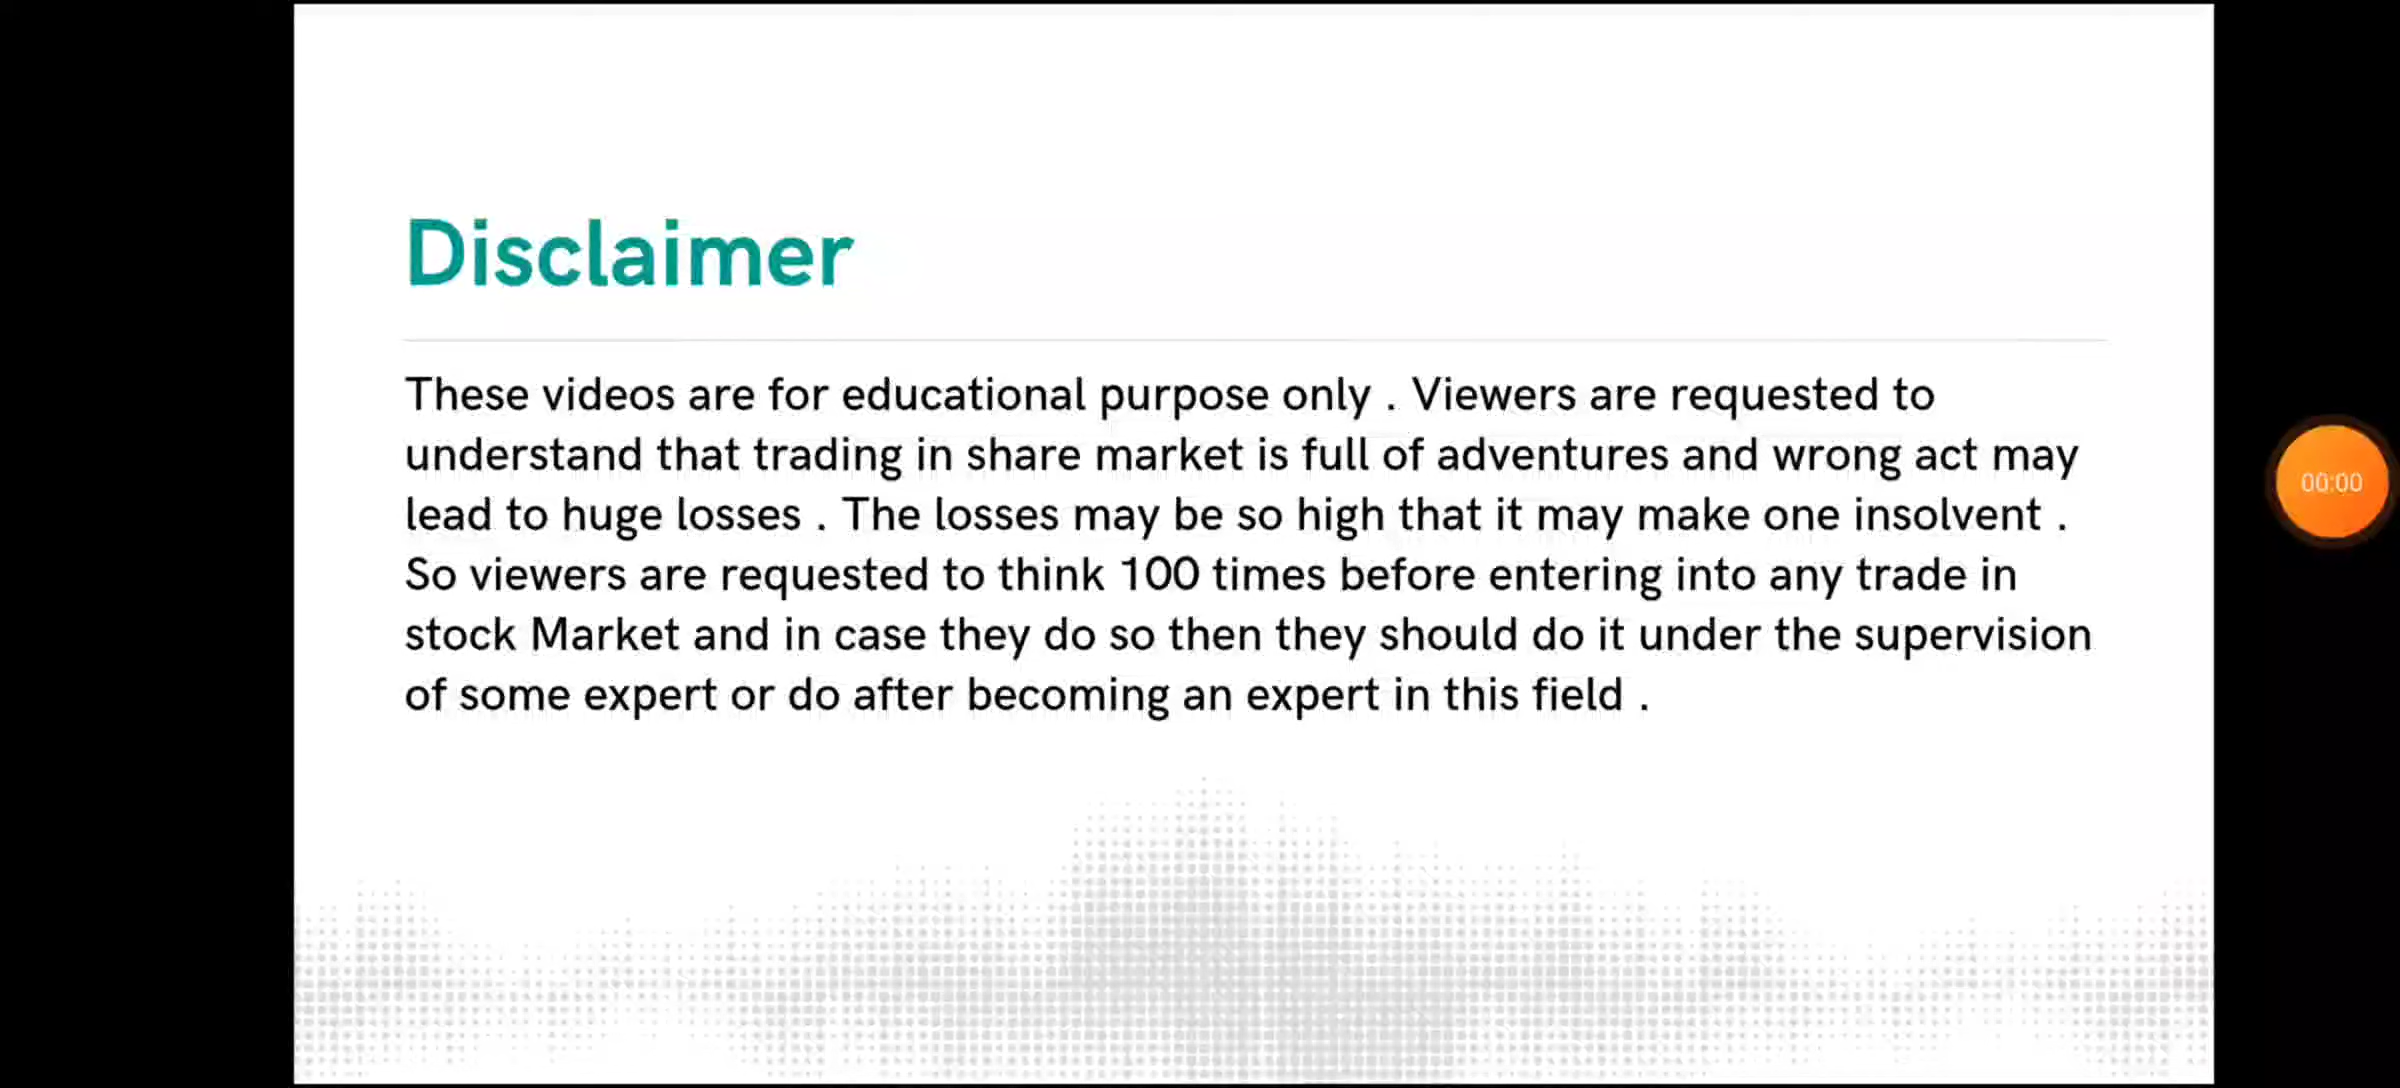 Disclaimer
These videos are for educational purpose only . Viewers are requested to
understand that trading in share market is full of adventures and wrong act may
lead to huge losses . The losses may be so high that it may make one insolvent .
So viewers are requested to think 100 times before entering into any trade in
stock Market and in case they do so then they should do it under the supervision
of some expert or do after becoming an expert in this field .
00:00